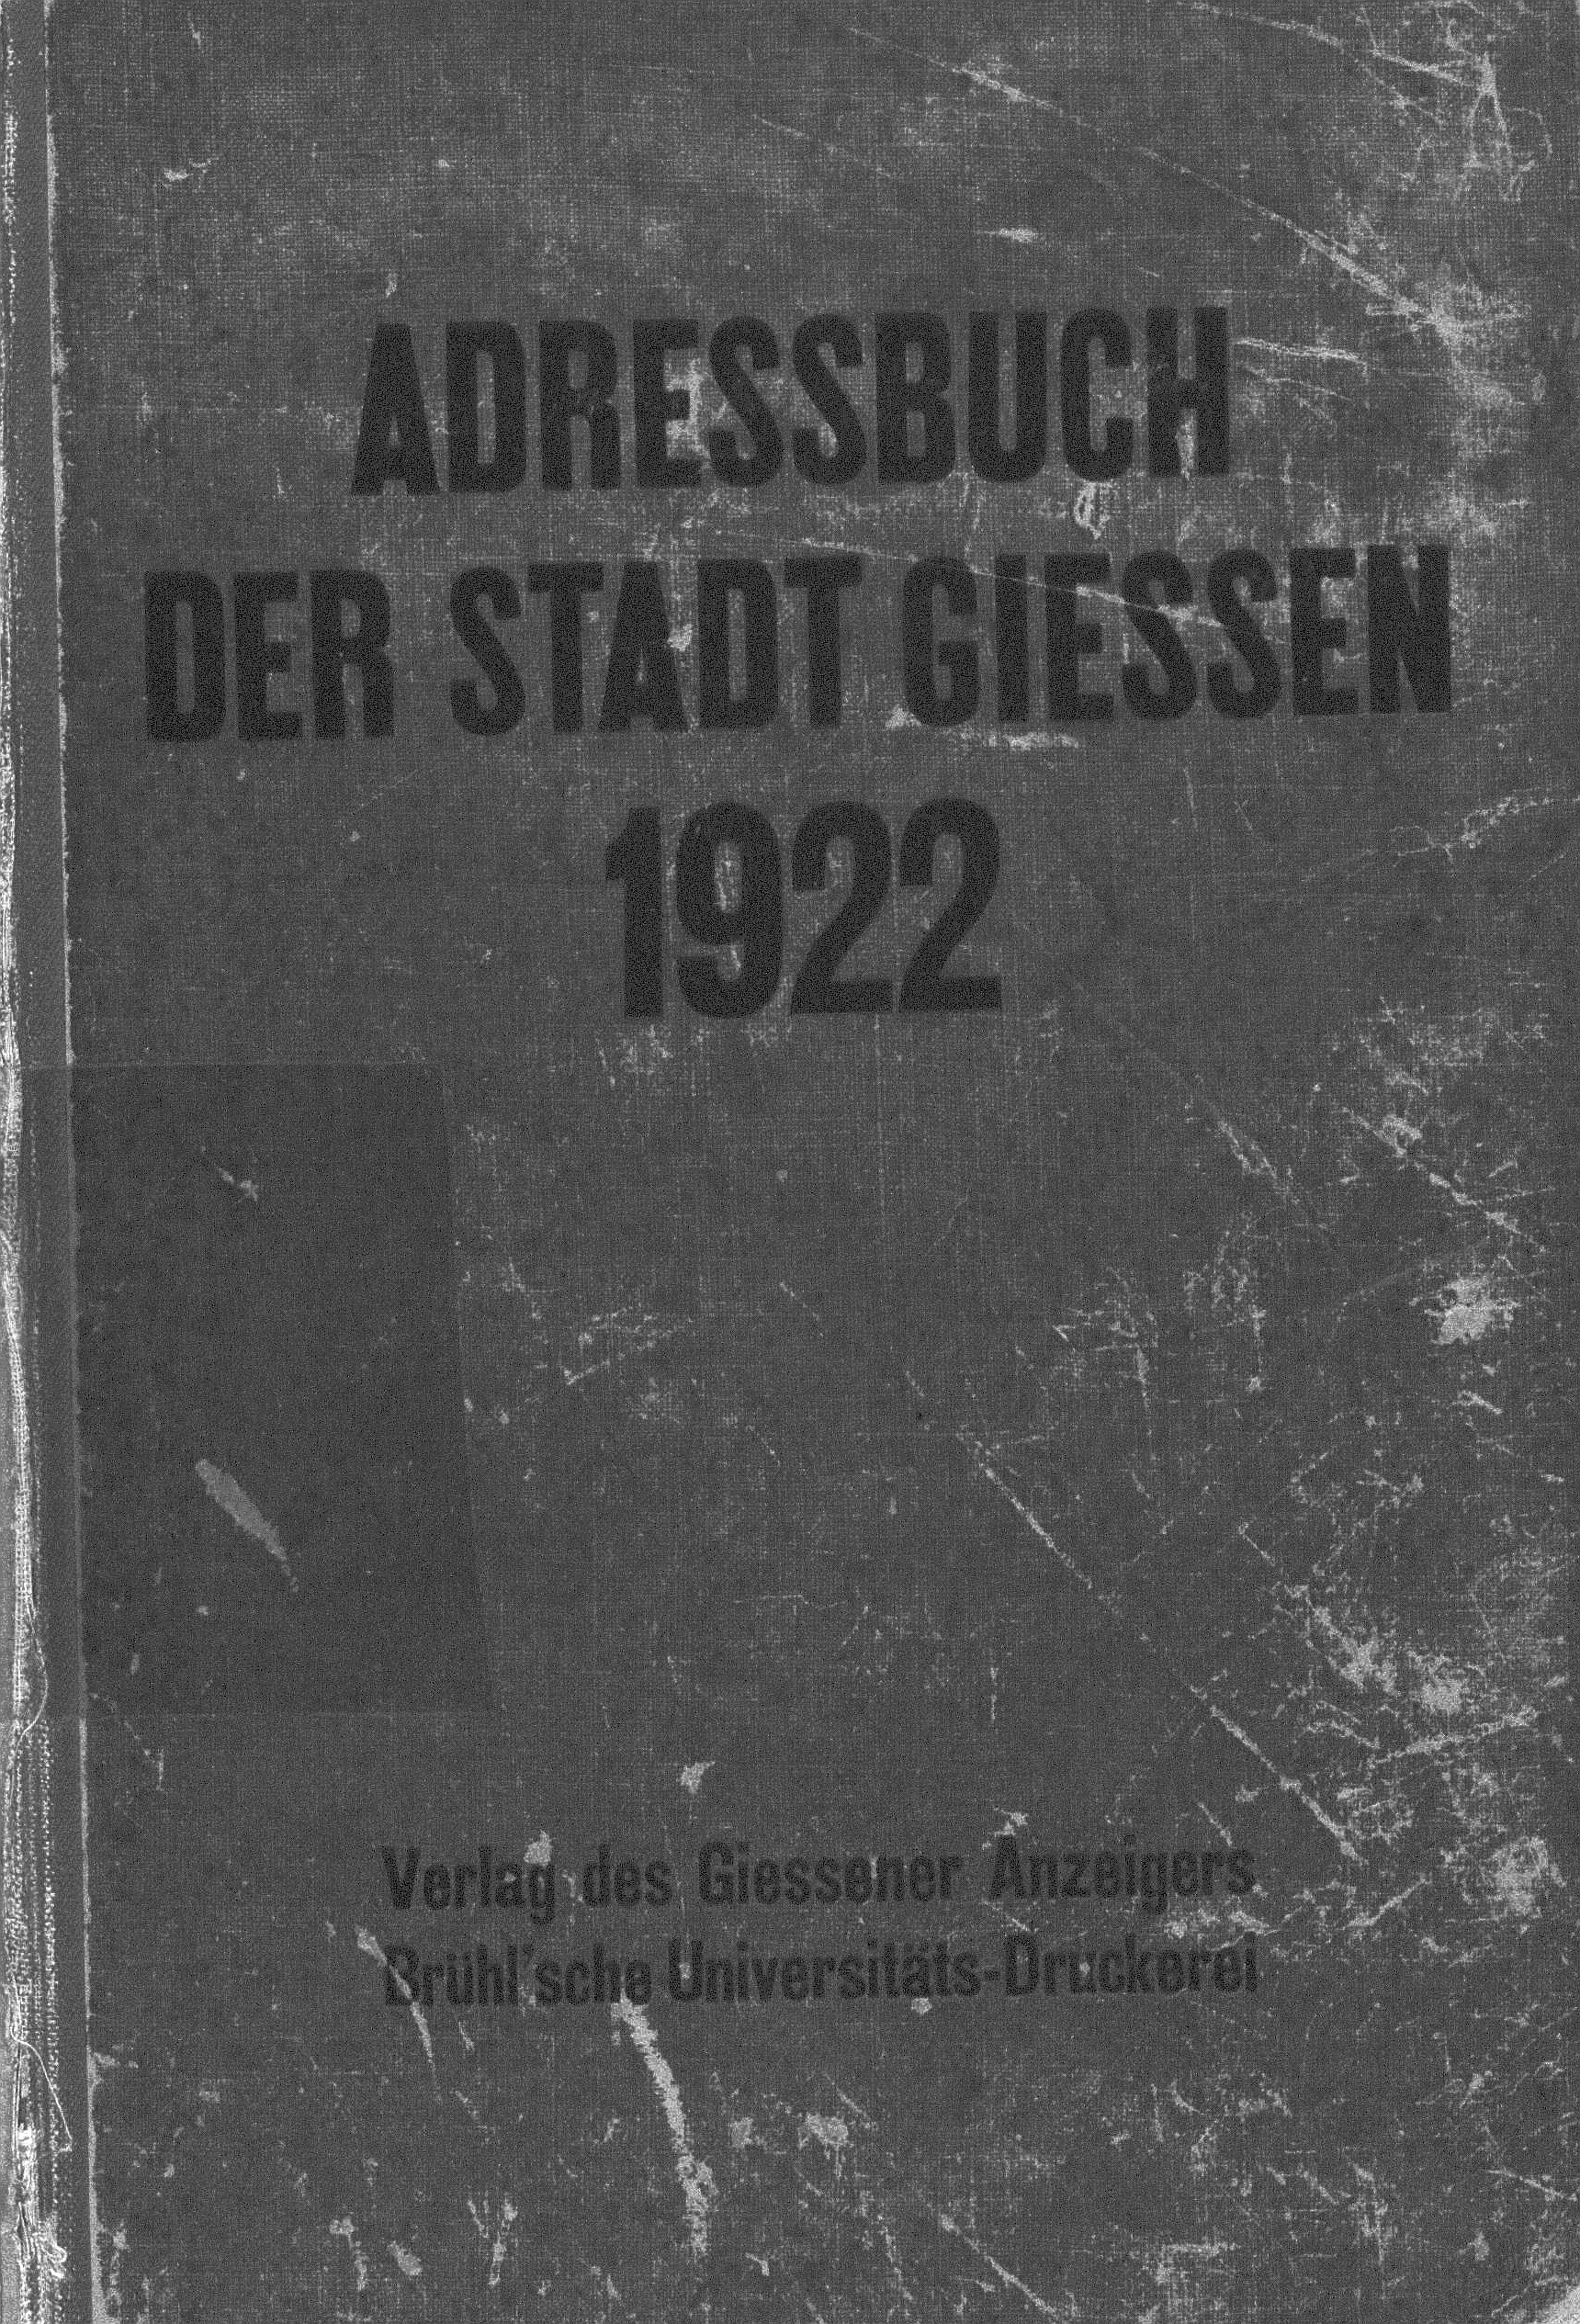 ADRESSBUCH
DER STADT GIESSEN
1922
Verlag des Giessener Anzeigers
Brühl'sche Universitäts-Druckerei